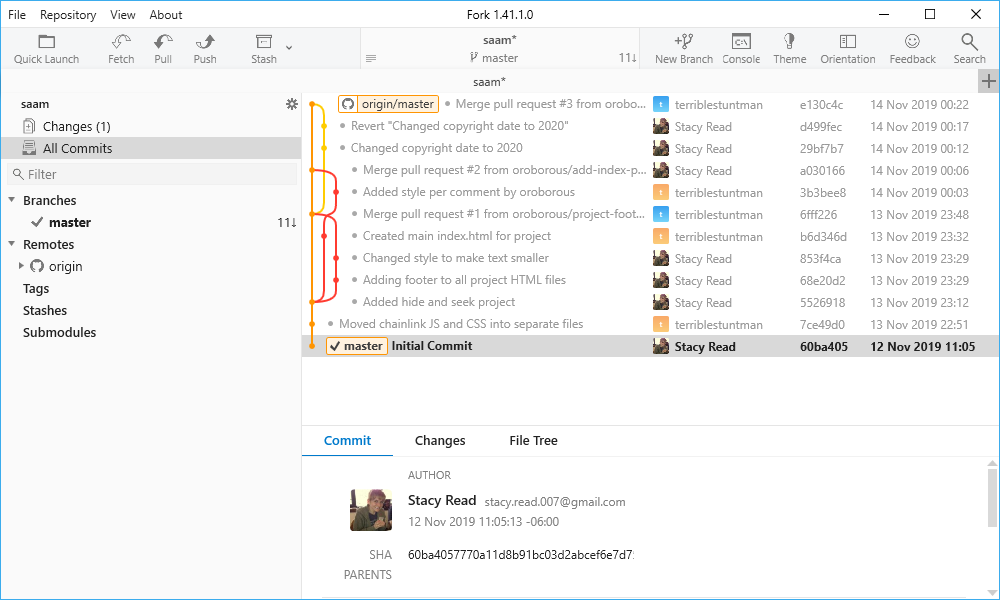 File Repository View About Fork 1.41.1.0
Quick Launch Fetch Pull Push Stash saam* master 11↓ New Branch Console Theme Orientation Feedback Search
saam*
saam
Changes (1)
All Commits
Filter
Branches
master 11↓
Remotes
origin
Tags
Stashes
Submodules
origin/master Merge pull request #3 from orobo... t terriblestuntman e130c4c 14 Nov 2019 00:22
Revert "Changed copyright date to 2020" Stacy Read d499fec 14 Nov 2019 00:17
Changed copyright date to 2020 Stacy Read 29bf7b7 14 Nov 2019 00:12
Merge pull request #2 from oroborous/add-index-p... Stacy Read a030166 14 Nov 2019 00:06
Added style per comment by oroborous t terriblestuntman 3b3bee8 14 Nov 2019 00:03
Merge pull request #1 from oroborous/project-foot... t terriblestuntman 6fff226 13 Nov 2019 23:48
Created main index.html for project t terriblestuntman b6d346d 13 Nov 2019 23:32
Changed style to make text smaller Stacy Read 853f4ca 13 Nov 2019 23:29
Adding footer to all project HTML files Stacy Read 68e20d2 13 Nov 2019 23:29
Added hide and seek project Stacy Read 5526918 13 Nov 2019 23:12
Moved chainlink JS and CSS into separate files t terriblestuntman 7ce49d0 13 Nov 2019 22:51
master Initial Commit Stacy Read 60ba405 12 Nov 2019 11:05
Commit Changes File Tree
AUTHOR
Stacy Read stacy.read.007@gmail.com
12 Nov 2019 11:05:13 -06:00
SHA 60ba4057770a11d8b91bc03d2abcef6e7d7
PARENTS